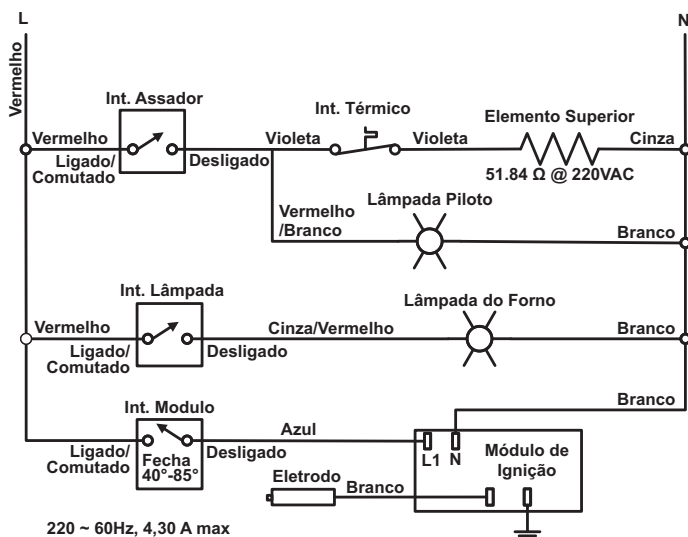 L
N
Vermelho
Int. Assador
Vermelho
Ligado/
Comutado
Desligado
Violeta
Int. Térmico
Violeta
Elemento Superior
Cinza
51.84 Ω @ 220VAC
Vermelho
/Branco
Lâmpada Piloto
Branco
Int. Lâmpada
Vermelho
Ligado/
Comutado
Desligado
Cinza/Vermelho
Lâmpada do Forno
Branco
Int. Modulo
Ligado/
Comutado
Fecha
40°-85°
Desligado
Azul
Branco
L1 N
Módulo de
Ignição
Eletrodo
Branco
220 ~ 60Hz, 4,30 A max